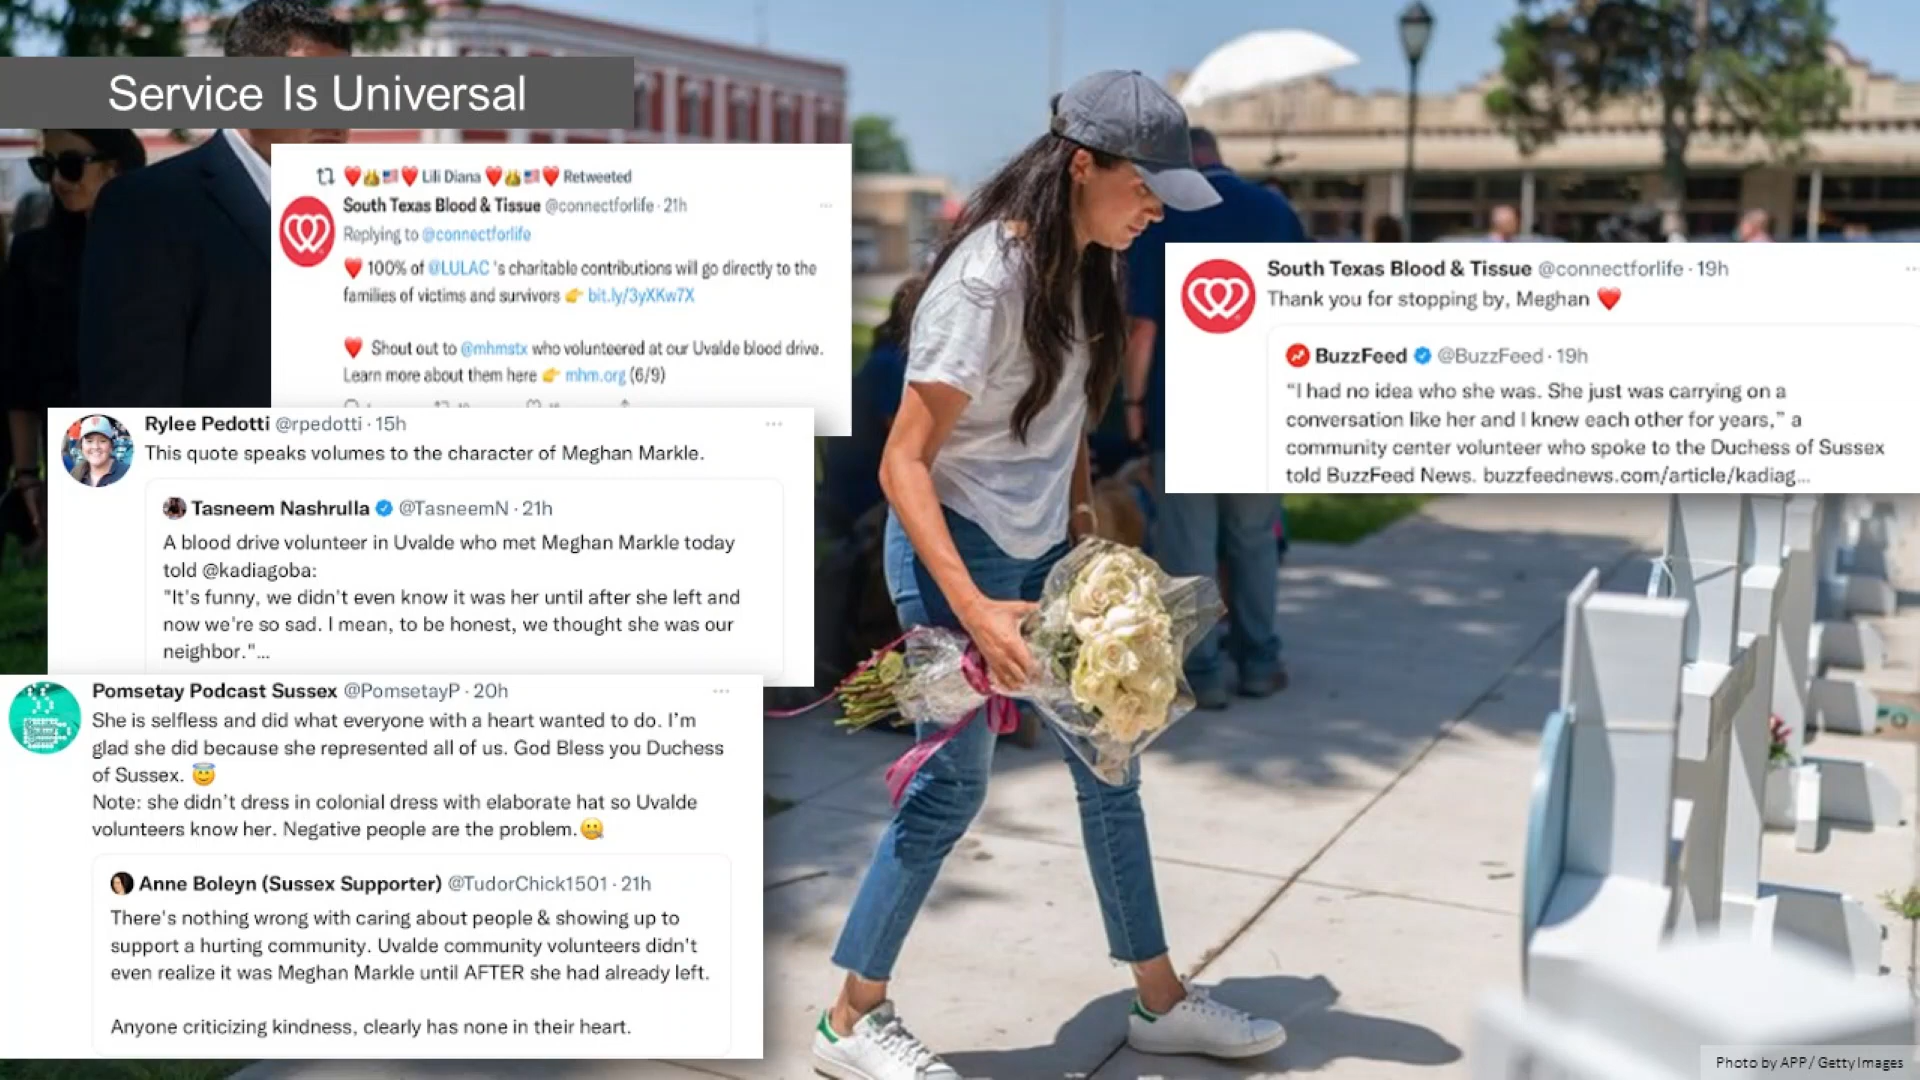 Service Is Universal
Lili Diana Retweeted
South Texas Blood & Tissue @connectforlife · 21h
Replying to @connectforlife
❤️ 100% of @LULAC 's charitable contributions will go directly to the
families of victims and survivors 👉 bit.ly/3yXKw7X
❤️ Shout out to @mhmstx who volunteered at our Uvalde blood drive.
Learn more about them here 👉 mhm.org (6/9)
South Texas Blood & Tissue @connectforlife · 19h
Thank you for stopping by, Meghan ❤️
BuzzFeed @BuzzFeed · 19h
“I had no idea who she was. She just was carrying on a
conversation like her and I knew each other for years,” a
community center volunteer who spoke to the Duchess of Sussex
told BuzzFeed News. buzzfeednews.com/article/kadiag...
Rylee Pedotti @rpedotti · 15h
This quote speaks volumes to the character of Meghan Markle.
Tasneem Nashrulla @TasneemN · 21h
A blood drive volunteer in Uvalde who met Meghan Markle today
told @kadiagoba:
"It's funny, we didn't even know it was her until after she left and
now we're so sad. I mean, to be honest, we thought she was our
neighbor."...
Pomsetay Podcast Sussex @PomsetayP · 20h
She is selfless and did what everyone with a heart wanted to do. I’m
glad she did because she represented all of us. God Bless you Duchess
of Sussex. 😇
Note: she didn’t dress in colonial dress with elaborate hat so Uvalde
volunteers know her. Negative people are the problem.🤐
Anne Boleyn (Sussex Supporter) @TudorChick1501 · 21h
There's nothing wrong with caring about people & showing up to
support a hurting community. Uvalde community volunteers didn't
even realize it was Meghan Markle until AFTER she had already left.
Anyone criticizing kindness, clearly has none in their heart.
Photo by APP/ GettyImages